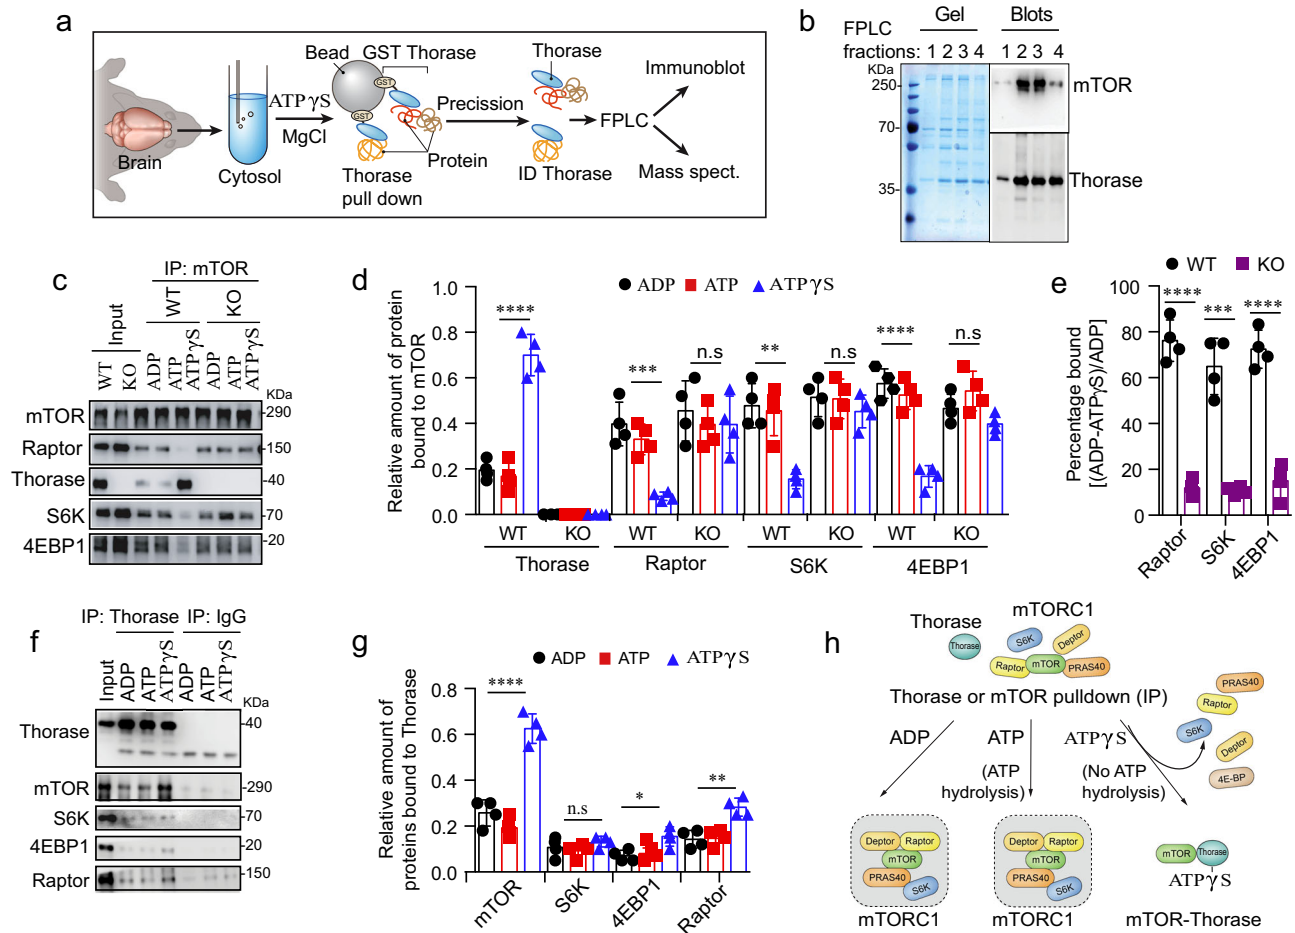 a
Bead
GST Thorase
Thorase
Immunoblot
ATPγS
MgCl
GST
GST
Precission
FPLC
Brain
Cytosol
Protein
Thorase
pull down
ID Thorase
Mass spect.
b
Gel
Blots
FPLC
fractions: 1 2 3 4 1 2 3 4
KDa
250-
70-
35-
mTOR
Thorase
c
IP: mTOR
Input
WT
KO
WT
KO
ADP
ATP
ATPγS
ADP
ATP
ATPγS
KDa
mTOR
-290
Raptor
-150
Thorase
-40
S6K
-70
4EBP1
-20
d
ADP
ATP
ATPγS
Relative amount of protein
bound to mTOR
1.0
0.8
0.6
0.4
0.2
0.0
****
***
n.s
**
n.s
****
n.s
WT KO WT KO WT KO WT KO
Thorase
Raptor
S6K
4EBP1
e
WT
KO
Percentage bound
[(ADP-ATPγS)/ADP]
100
80
60
40
20
0
****
***
****
Raptor
S6K
4EBP1
f
IP: Thorase
IP: IgG
Input
ADP
ATP
ATPγS
ADP
ATP
ATPγS
KDa
Thorase
-40
mTOR
-290
S6K
-70
4EBP1
-20
Raptor
-150
g
ADP
ATP
ATPγS
Relative amount of
proteins bound to Thorase
0.8
0.6
0.4
0.2
0.0
****
n.s
*
**
mTOR
S6K
4EBP1
Raptor
h
Thorase
mTORC1
Thorase
S6K
Deptor
Raptor
mTOR
PRAS40
Thorase or mTOR pulldown (IP)
PRAS40
Raptor
S6K
Deptor
4E-BP
ADP
ATP
(ATP
hydrolysis)
ATPγS
(No ATP
hydrolysis)
Deptor
Raptor
mTOR
PRAS40
S6K
Deptor
Raptor
mTOR
PRAS40
S6K
mTOR
Thorase
ATPγS
mTORC1
mTORC1
mTOR-Thorase